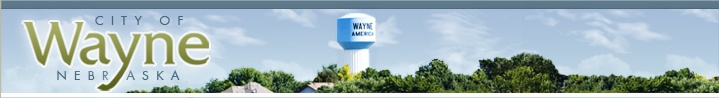 CITY OF
Wayne
NEBRASKA
WAYNE
AMERICA